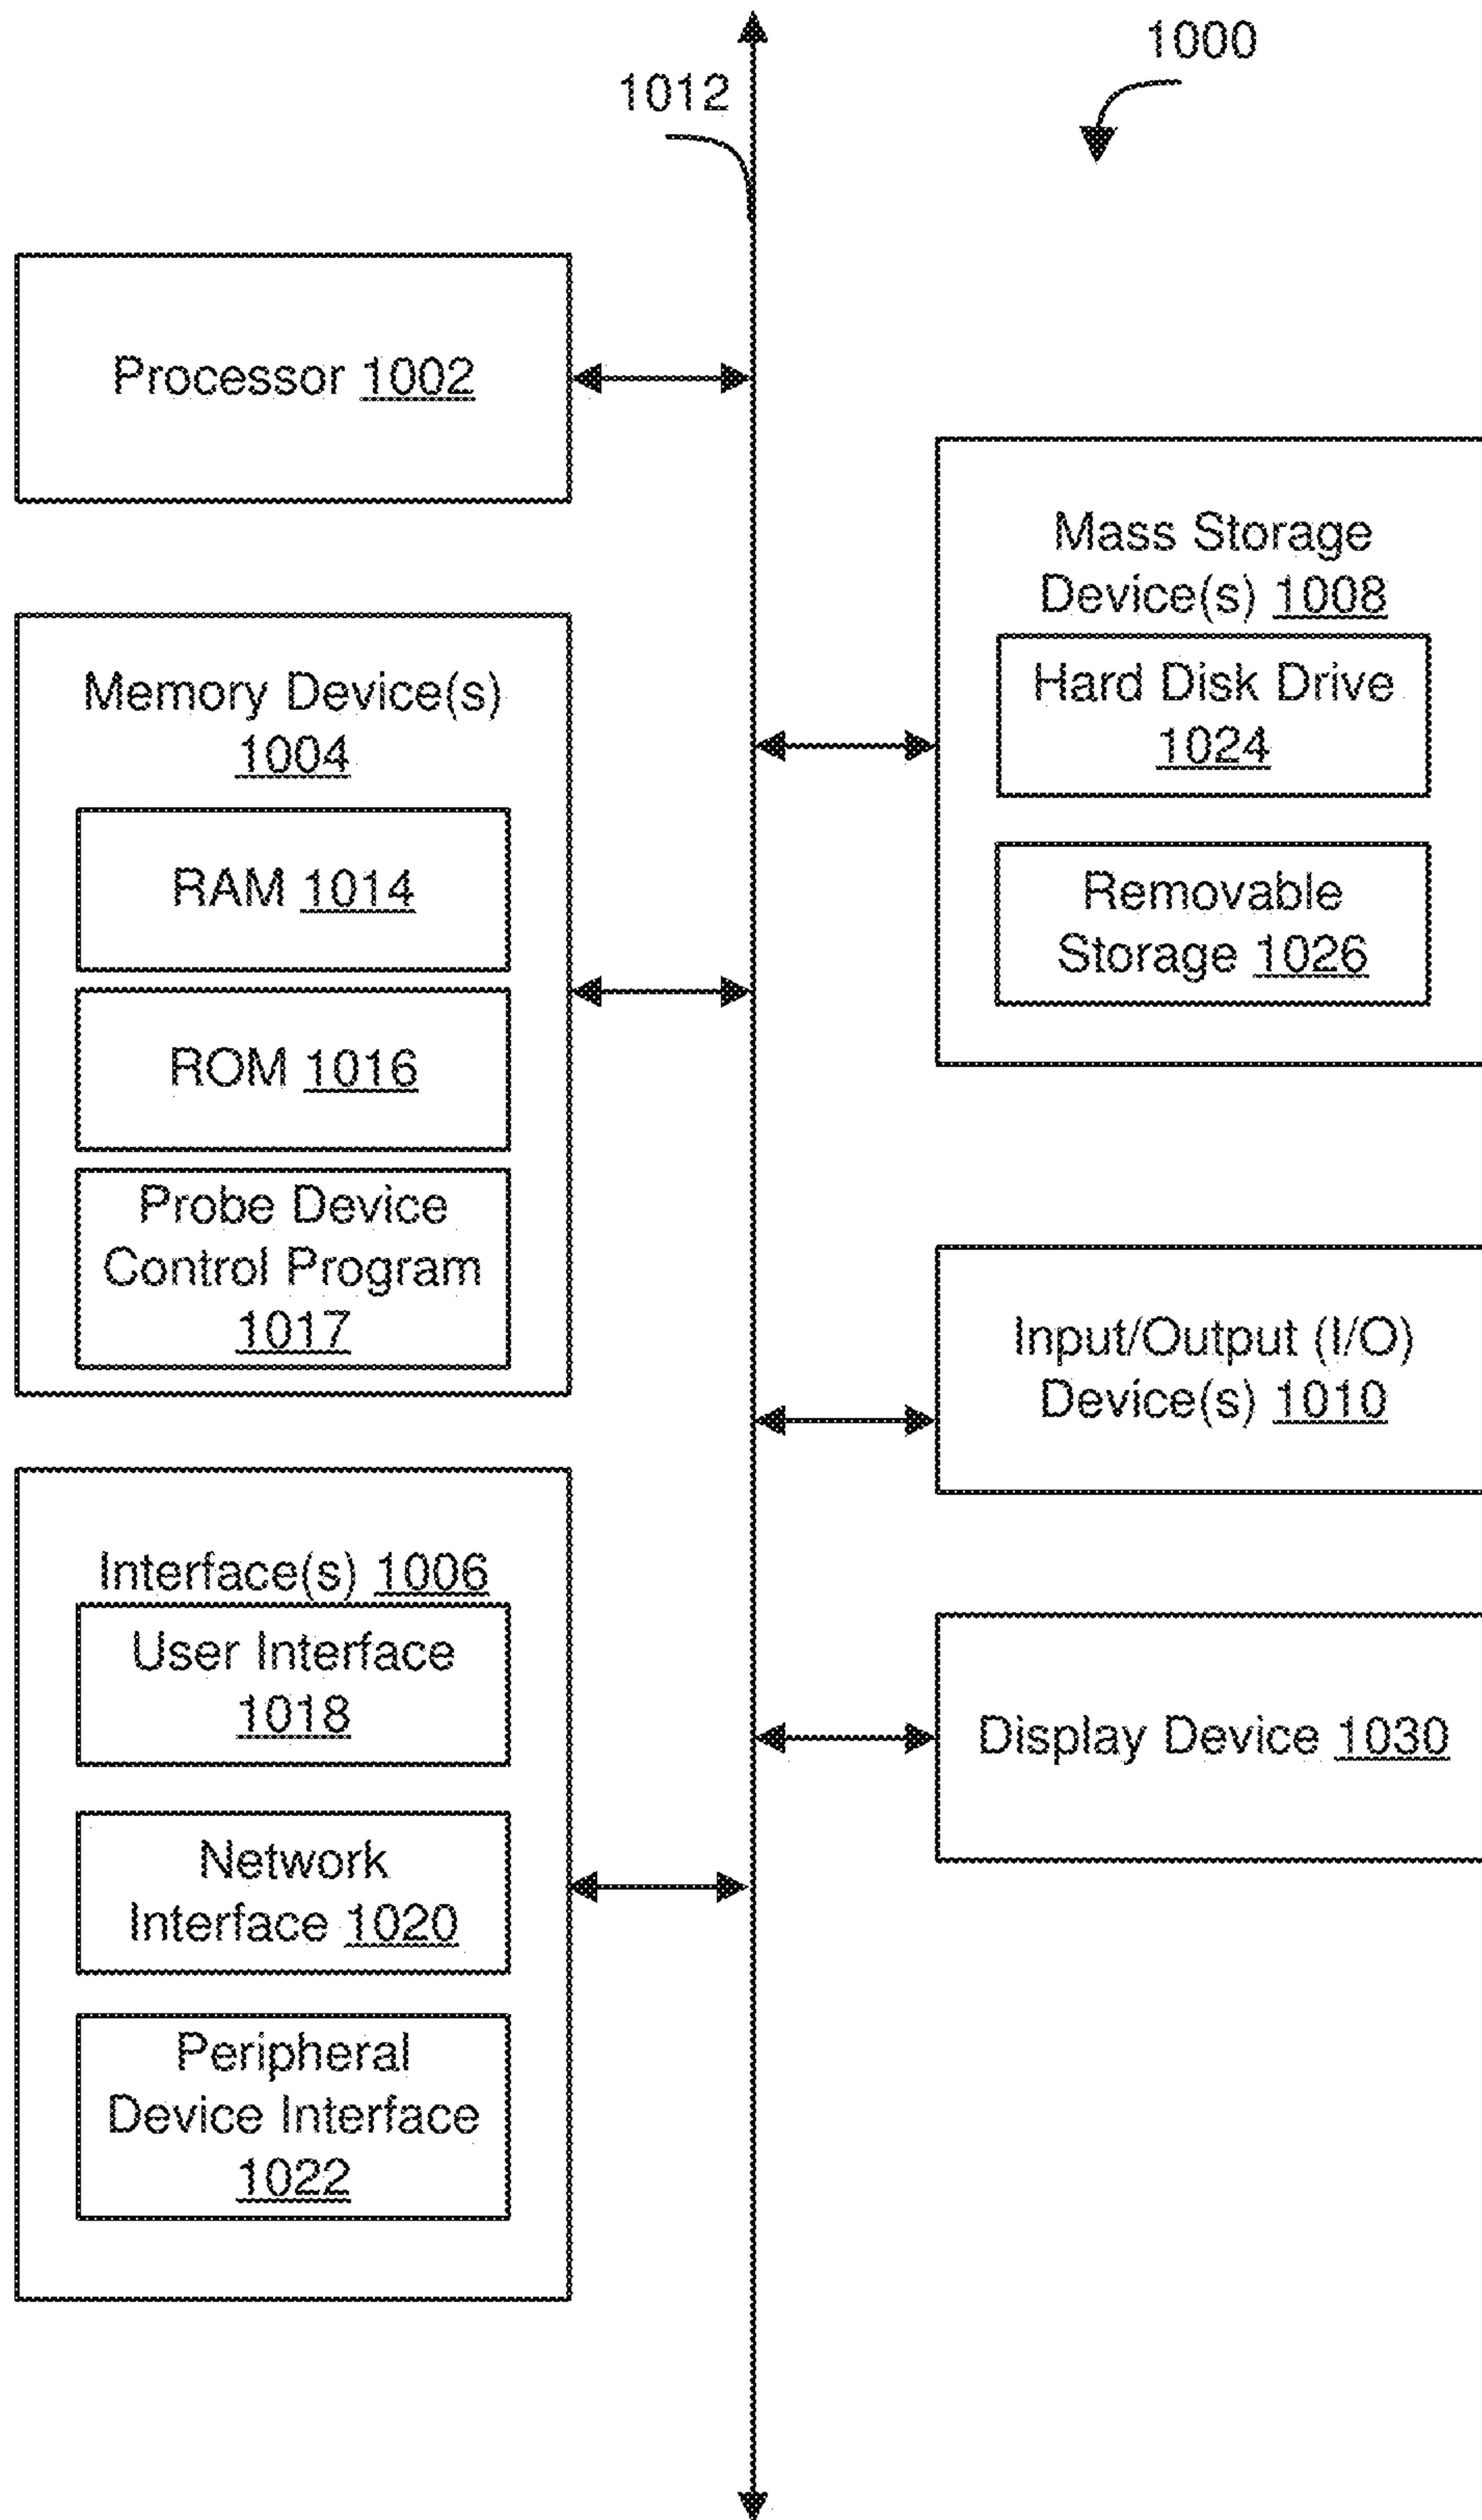 1000
1012
Processor 1002
Memory Device(s)
1004
RAM 1014
ROM 1016
Probe Device
Control Program
1017
Interface(s) 1006
User Interface
1018
Network
Interface 1020
Peripheral
Device Interface
1022
Mass Storage
Device(s) 1008
Hard Disk Drive
1024
Removable
Storage 1026
Input/Output (I/O)
Device(s) 1010
Display Device 1030